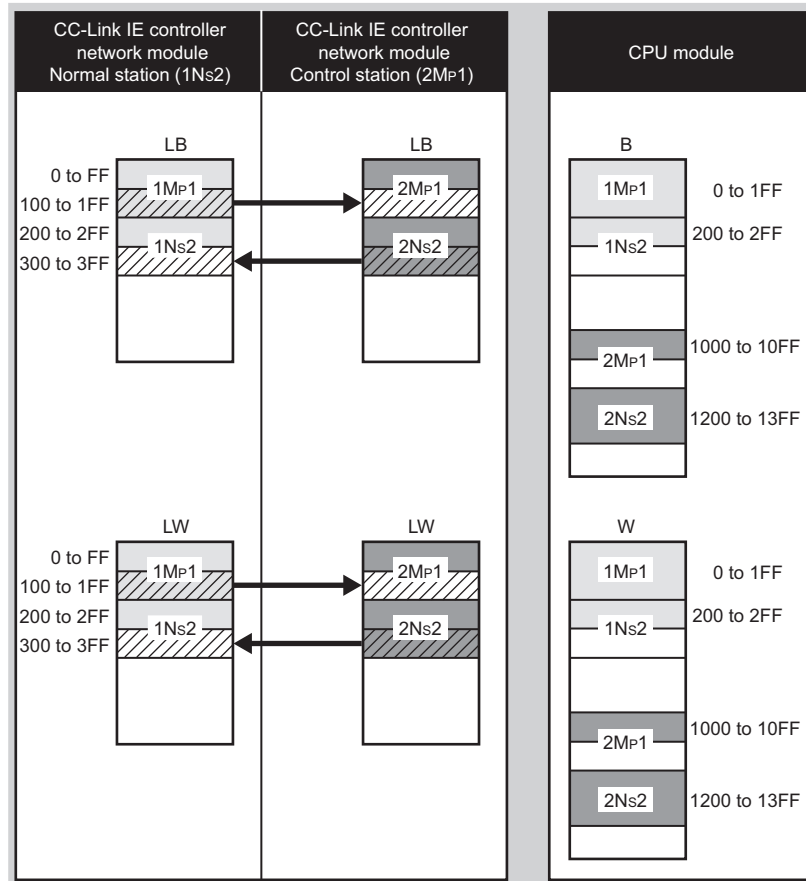 CC-Link IE controller
network module
Normal station (1Ns2)
CC-Link IE controller
network module
Control station (2MP1)
CPU module
LB
0 to FF
100 to 1FF
200 to 2FF
300 to 3FF
1MP1
1Ns2
LB
2MP1
2Ns2
B
1MP1
0 to 1FF
1Ns2
200 to 2FF
2MP1
1000 to 10FF
2Ns2
1200 to 13FF
LW
0 to FF
100 to 1FF
200 to 2FF
300 to 3FF
1MP1
1Ns2
LW
2MP1
2Ns2
W
1MP1
0 to 1FF
1Ns2
200 to 2FF
2MP1
1000 to 10FF
2Ns2
1200 to 13FF